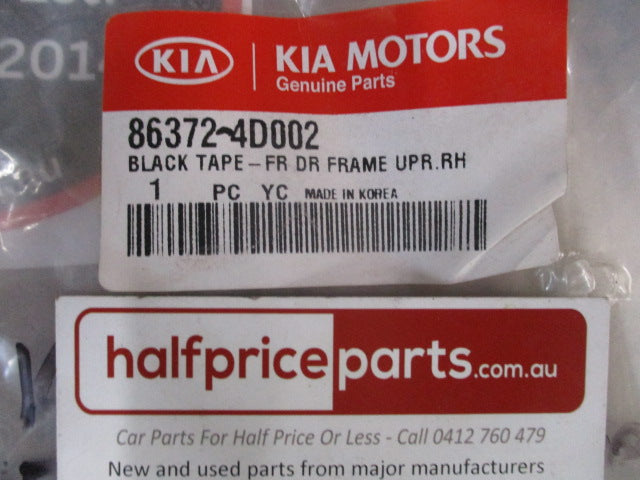 2014
KIA
KIA MOTORS
Genuine Parts
86372-4D002
BLACK TAPE-FR DR FRAME UPR.RH
1 PC YC MADE IN KOREA
halfpriceparts.com.au
Car Parts For Half Price Or Less - Call 0412 760 479
New and used parts from major manufacturers